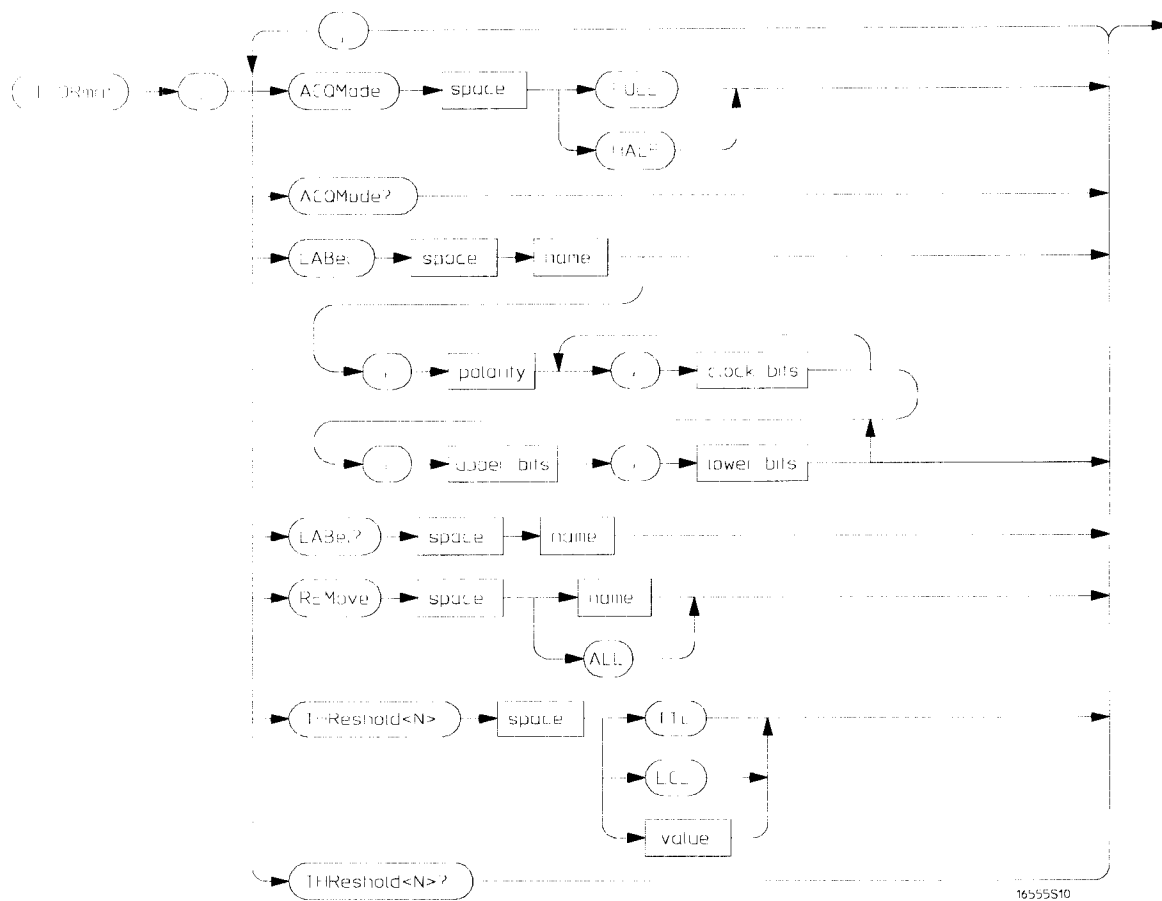 ,
ACQMode space FULL
HALF
ACQMode?
LABel space name
, polarity , clock bits
, upper bits , lower bits
LABel? space name
REMove space name
ALL
THReshold<N> space TTL
ECL
value
THReshold<N>?
16555S10